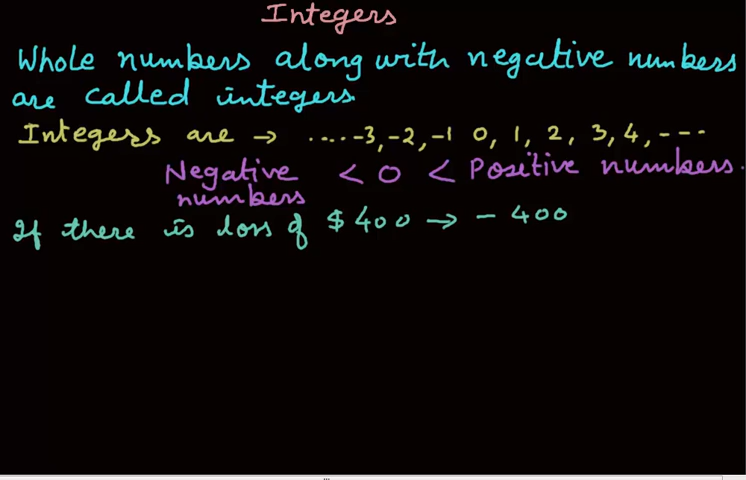 Integers
Whole numbers along with negative numbers
are called integers.
Integers are → .....-3, -2, -1 0, 1, 2, 3, 4, ---
Negative < 0 < Positive numbers.
numbers
If there is loss of $400 → - 400